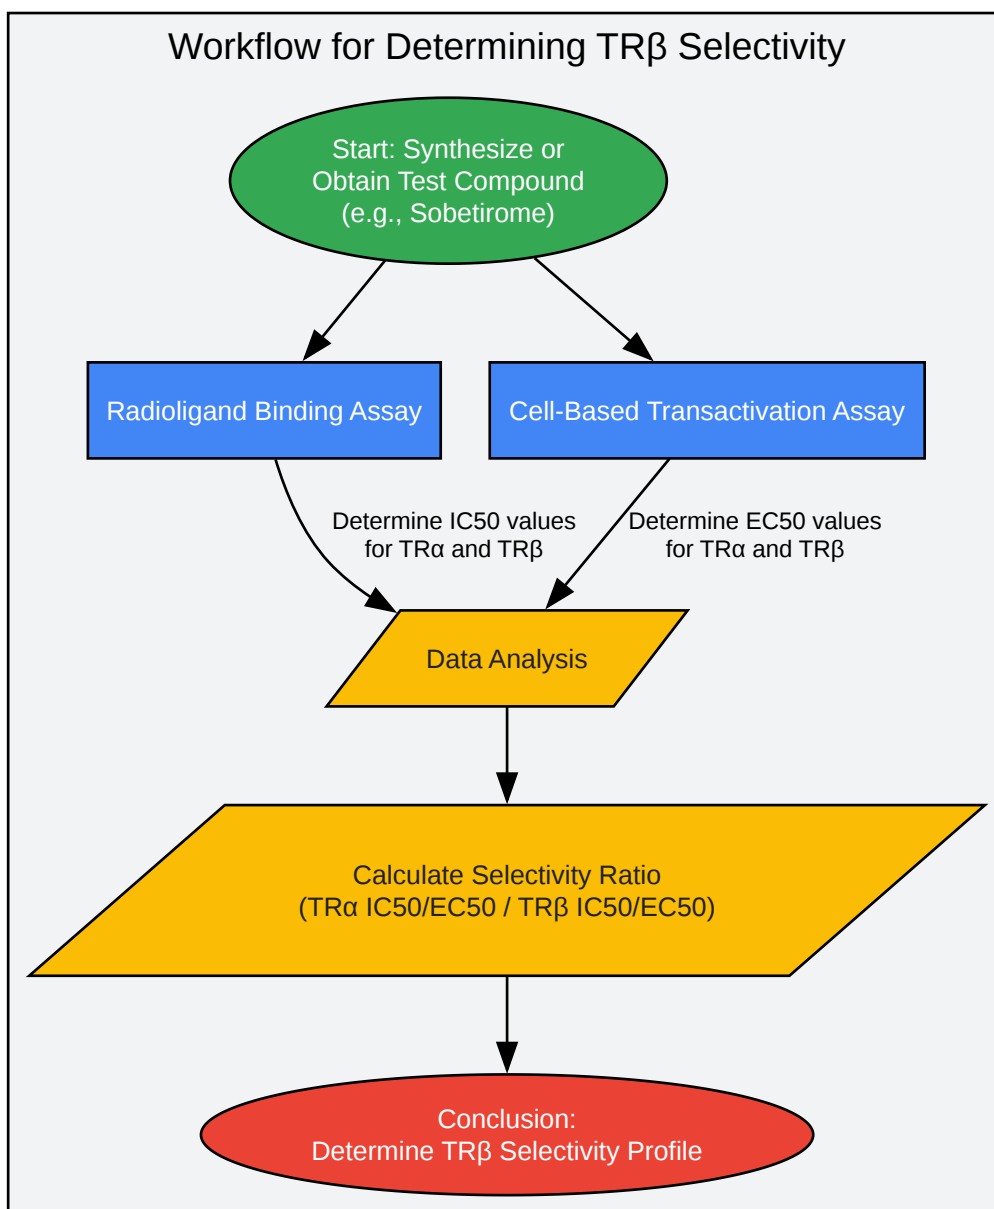 Workflow for Determining TRβ Selectivity
Start: Synthesize or
Obtain Test Compound
(e.g., Sobetirome)
Radioligand Binding Assay
Cell-Based Transactivation Assay
Determine IC50 values
for TRα and TRβ
Determine EC50 values
for TRα and TRβ
Data Analysis
Calculate Selectivity Ratio
(TRα IC50/EC50 / TRβ IC50/EC50)
Conclusion:
Determine TRβ Selectivity Profile